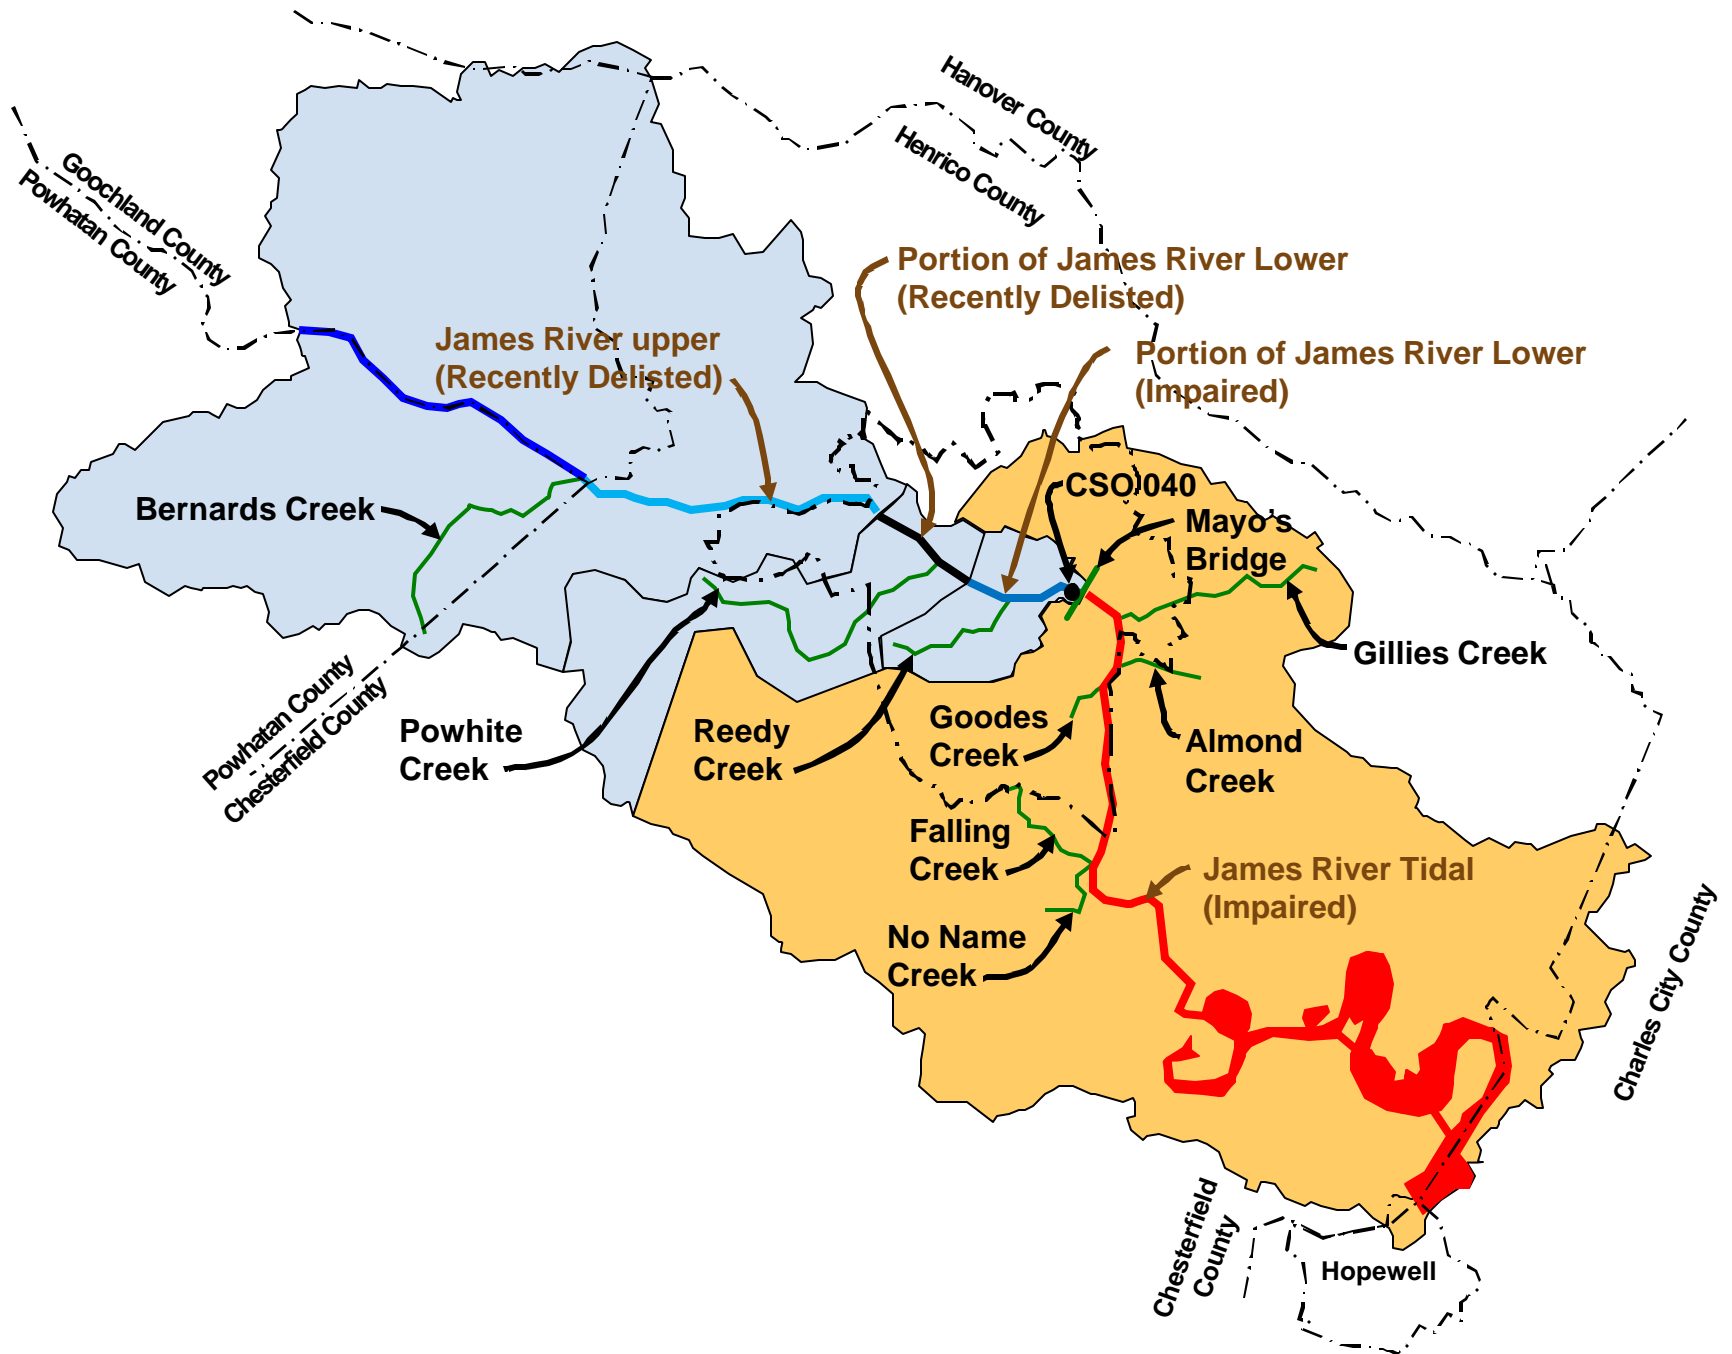 Hanover County
Henrico County
Goochland County
Powhatan County
Portion of James River Lower
(Recently Delisted)
James River upper
(Recently Delisted)
Portion of James River Lower
(Impaired)
CSO 040
Bernards Creek
Mayo's
Bridge
Gillies Creek
Powhatan County
Chesterfield County
Powhite
Creek
Reedy
Creek
Goodes
Creek
Almond
Creek
Falling
Creek
James River Tidal
(Impaired)
No Name
Creek
Charles City County
Chesterfield
County
Hopewell